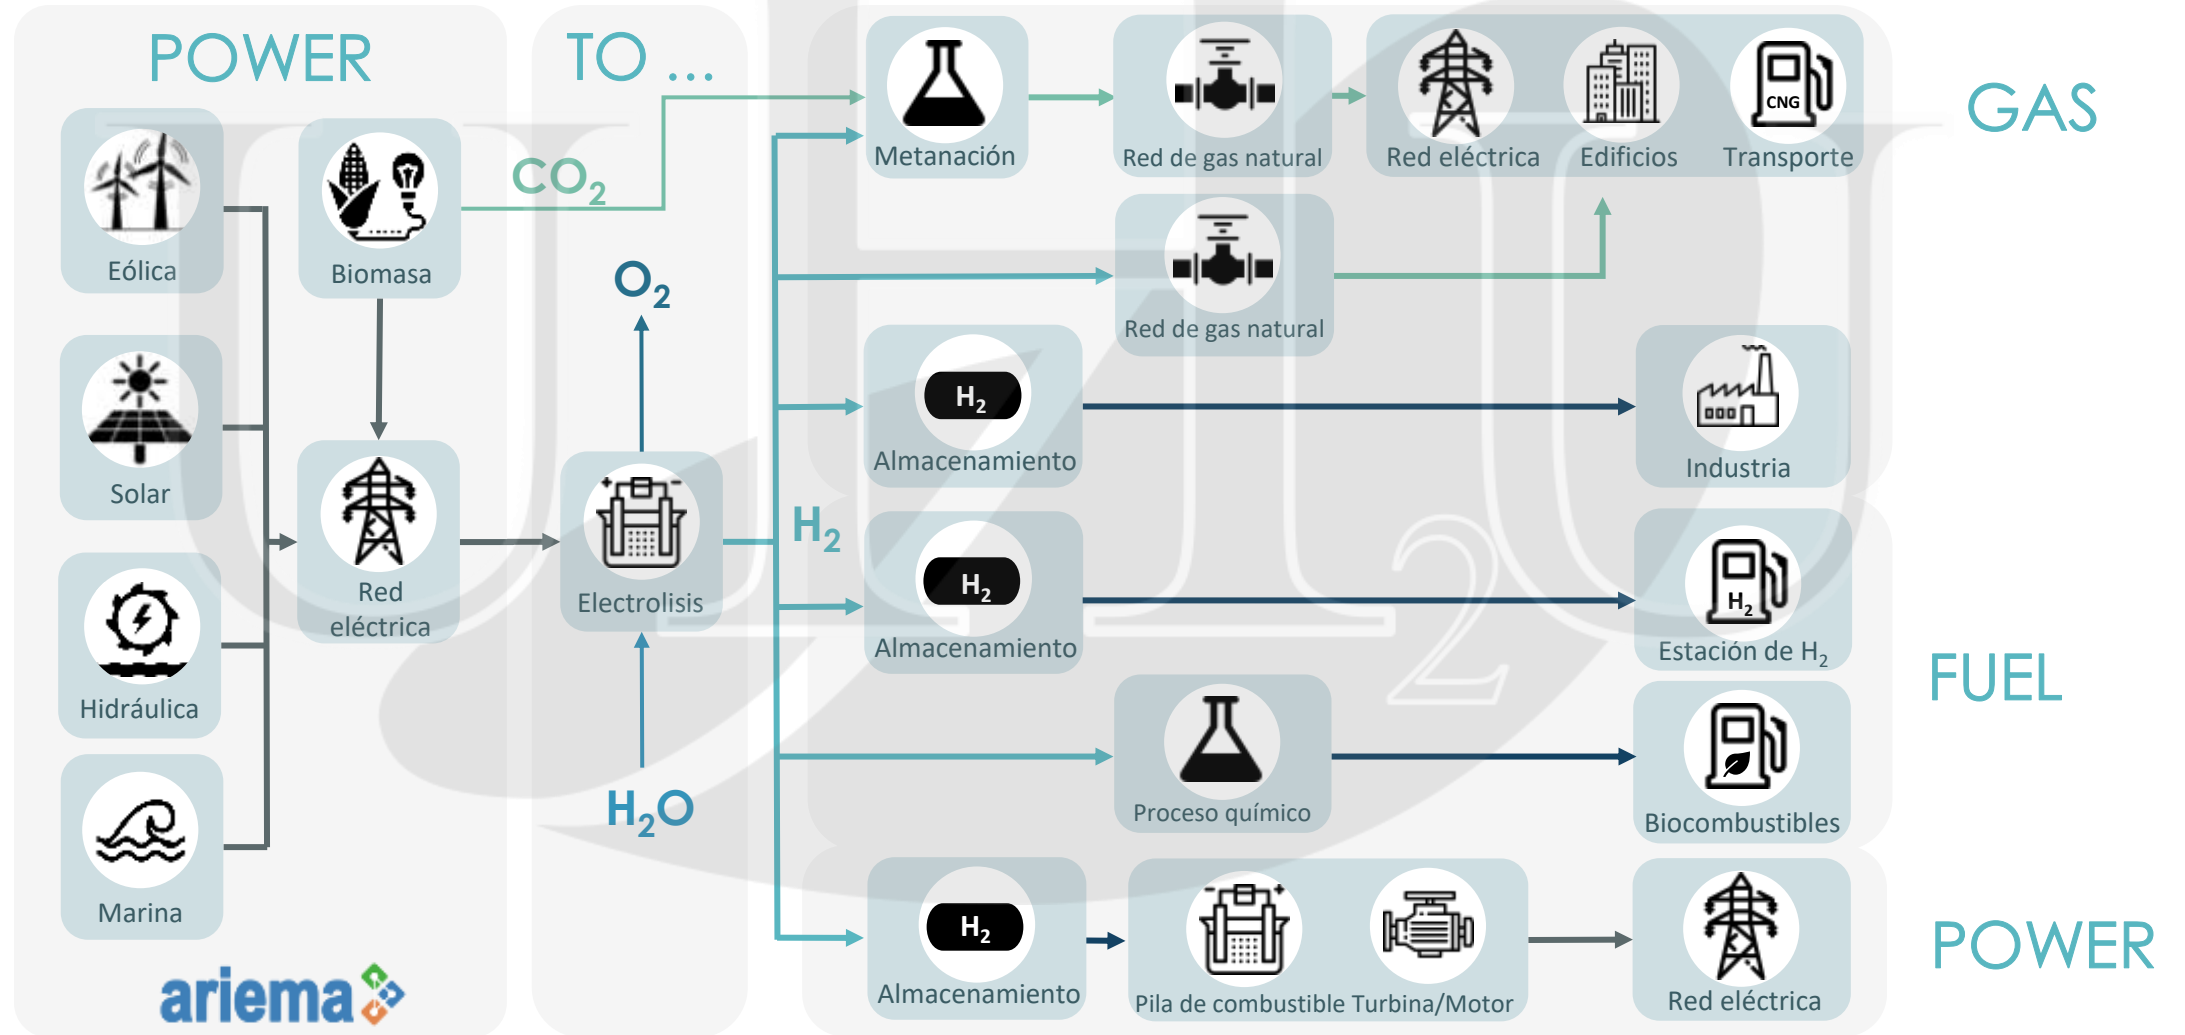 POWER
TO ...
GAS
FUEL
POWER
Eólica
Biomasa
Solar
Hidráulica
Marina
Red
eléctrica
CO₂
O₂
Electrolisis
H₂O
H₂
Metanación
Red de gas natural
Red eléctrica
Edificios
CNG
Transporte
Red de gas natural
H₂
Almacenamiento
Industria
H₂
Almacenamiento
H₂
Estación de H₂
Proceso químico
Biocombustibles
H₂
Almacenamiento
Pila de combustible
Turbina/Motor
Red eléctrica
ariema